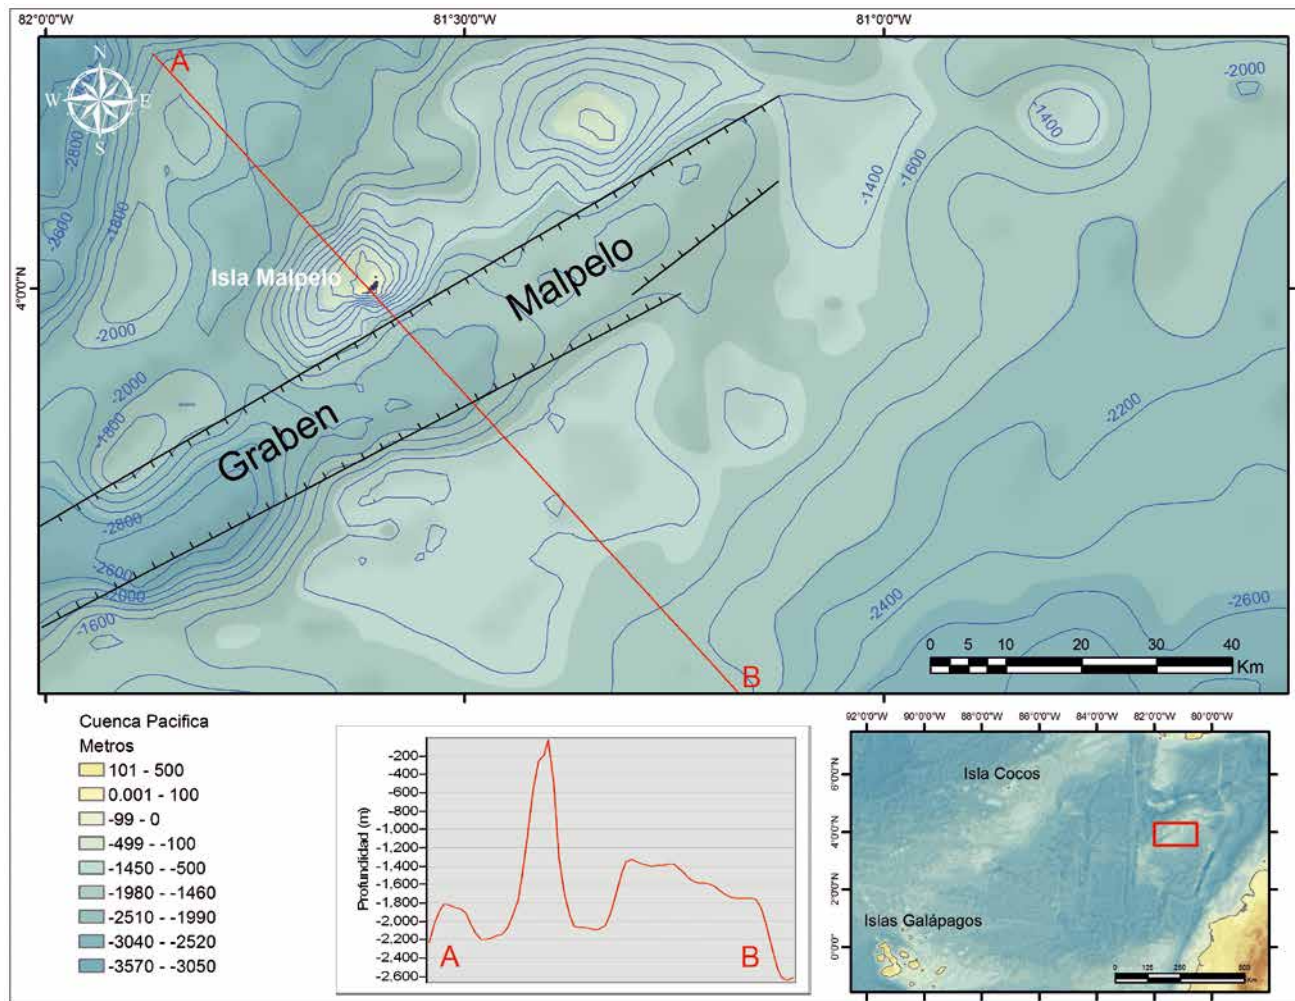 82°0'0"W
81°30'0"W
81°0'0"W
A
N
W
E
S
-2800
-2600
-1800
-2000
-1400
-1400
-1600
-2000
4°0'0"N
Isla Malpelo
Malpelo
Graben
-2000
-1800
-2800
-2600
-2000
-1600
-2200
-2400
-2600
B
0 5 10 20 30 40
Km
Cuenca Pacifica
Metros
101 - 500
0.001 - 100
-99 - 0
-499 - -100
-1450 - -500
-1980 - -1460
-2510 - -1990
-3040 - -2520
-3570 - -3050
Profundidad (m)
-200
-400
-600
-800
-1,000
-1,200
-1,400
-1,600
-1,800
-2,000
-2,200
-2,400
-2,600
A
B
92°0'0"W 90°0'0"W 88°0'0"W 86°0'0"W 84°0'0"W 82°0'0"W 80°0'0"W
6°0'0"N
4°0'0"N
2°0'0"N
0°0'0"
Isla Cocos
Islas Galápagos
0 125 250 500
Km